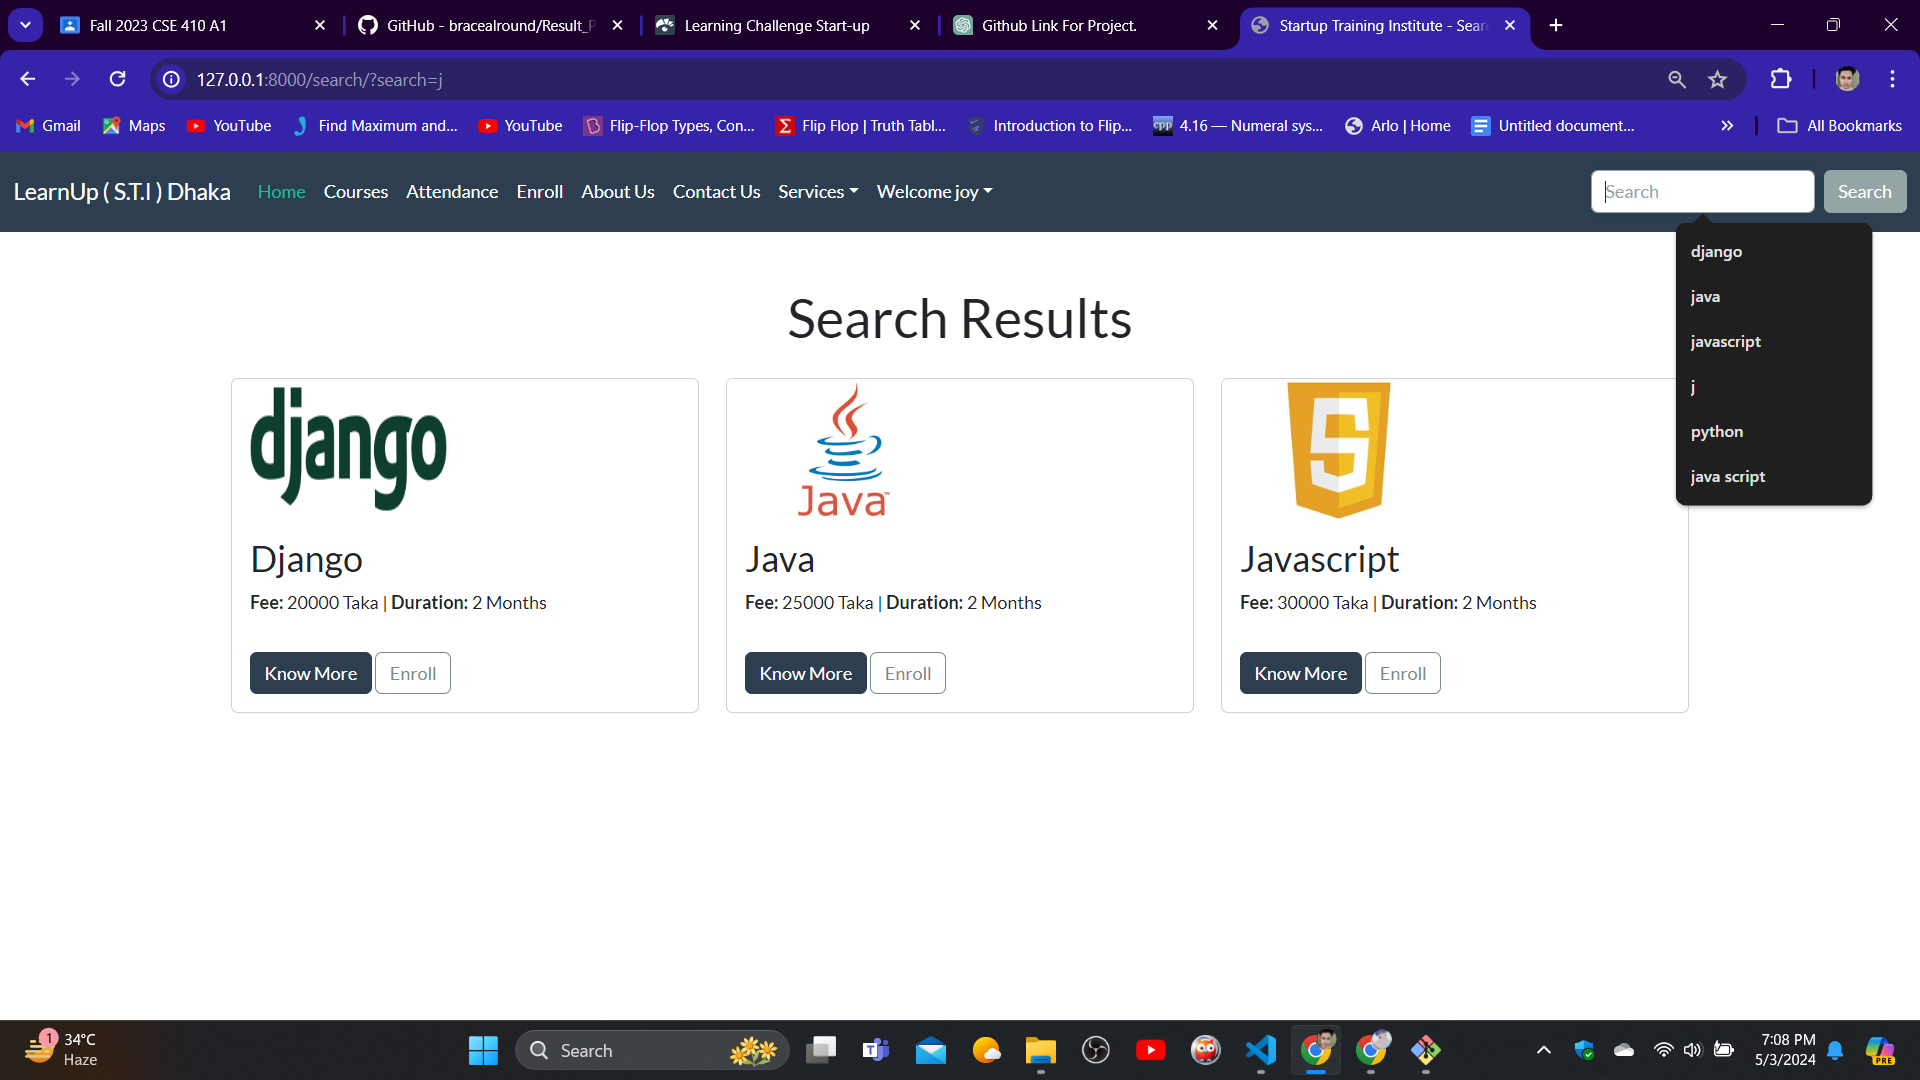 Fall 2023 CSE 410 A1
GitHub - bracealround/Result_P
Learning Challenge Start-up
Github Link For Project.
Startup Training Institute - Sear
127.0.0.1:8000/search/?search=j
Gmail
Maps
YouTube
Find Maximum and...
YouTube
Flip-Flop Types, Con...
Flip Flop | Truth Tabl...
Introduction to Flip...
4.16 — Numeral sys...
Arlo | Home
Untitled document...
All Bookmarks
LearnUp ( S.T.I ) Dhaka
Home
Courses
Attendance
Enroll
About Us
Contact Us
Services
Welcome joy
Search
Search
django
java
javascript
j
python
java script
Search Results
django
Django
Fee: 20000 Taka | Duration: 2 Months
Know More
Enroll
Java™
Java
Fee: 25000 Taka | Duration: 2 Months
Know More
Enroll
Javascript
Fee: 30000 Taka | Duration: 2 Months
Know More
Enroll
1
34°C
Haze
Search
7:08 PM
5/3/2024
PRE